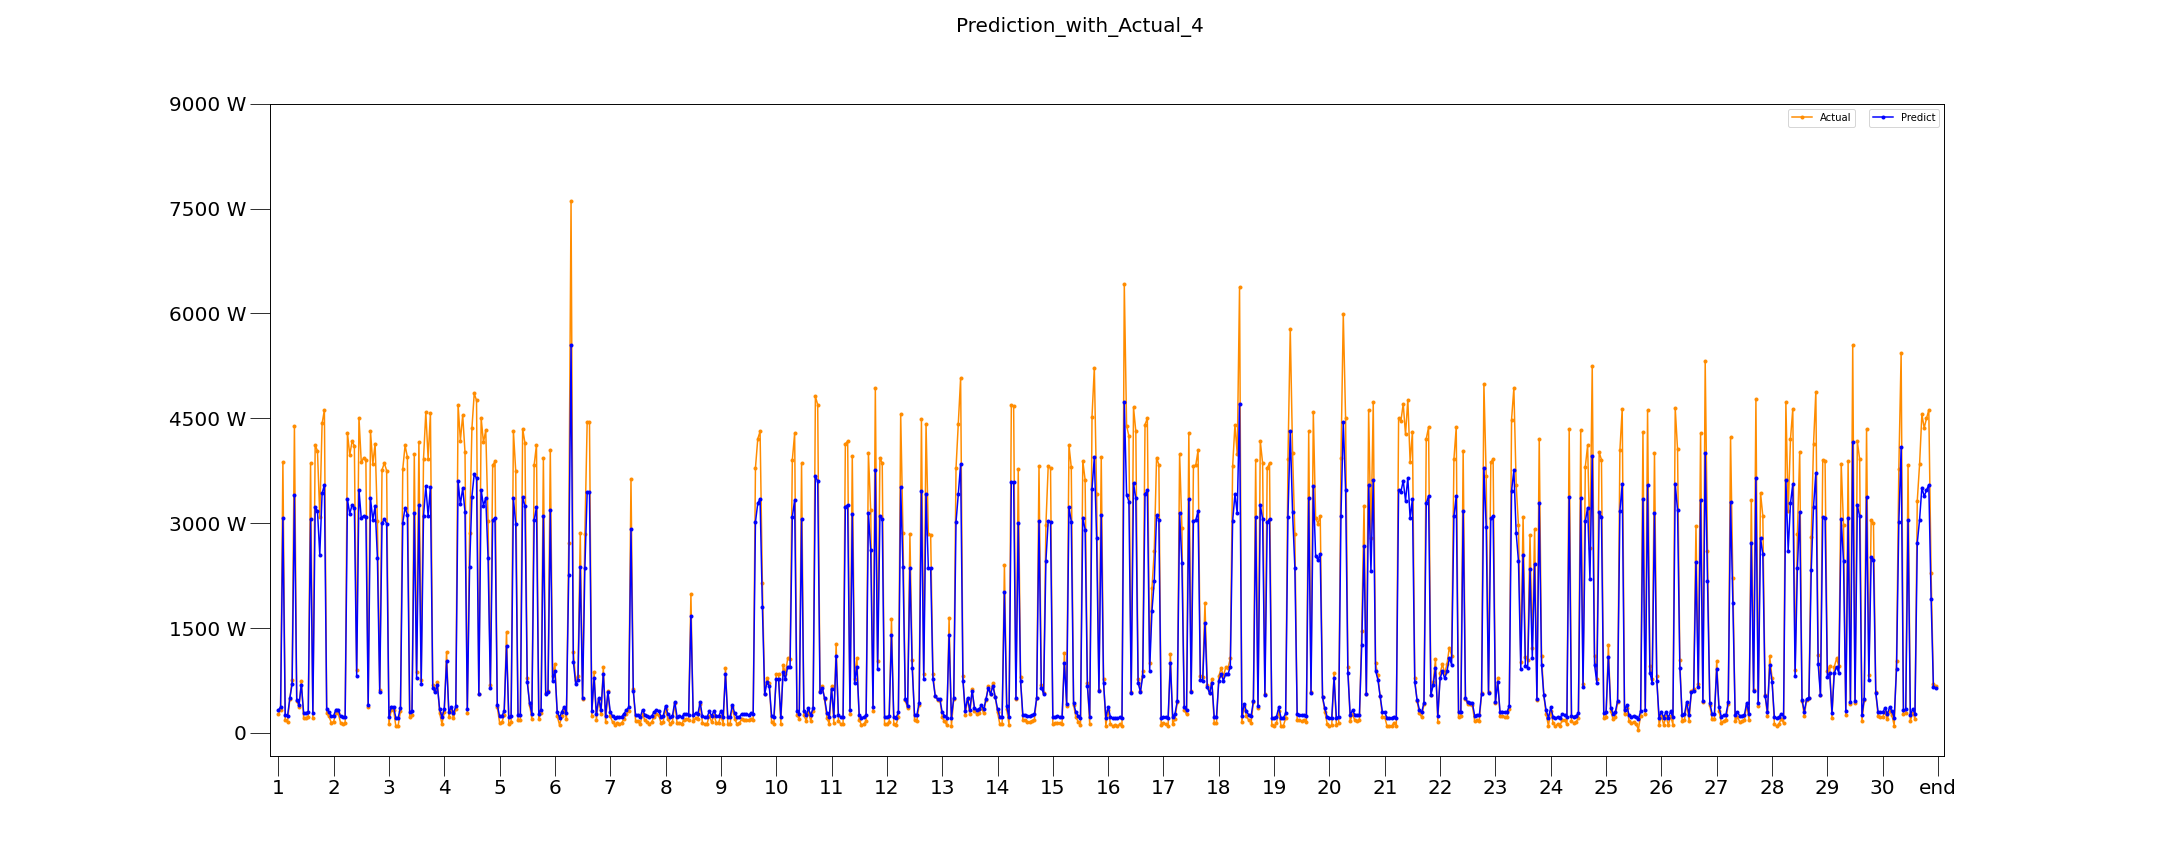 Prediction_with_Actual_4
9000 W
7500 W
6000 W
4500 W
3000 W
1500 W
0
Actual Predict
1 2 3 4 5 6 7 8 9 10 11 12 13 14 15 16 17 18 19 20 21 22 23 24 25 26 27 28 29 30 end